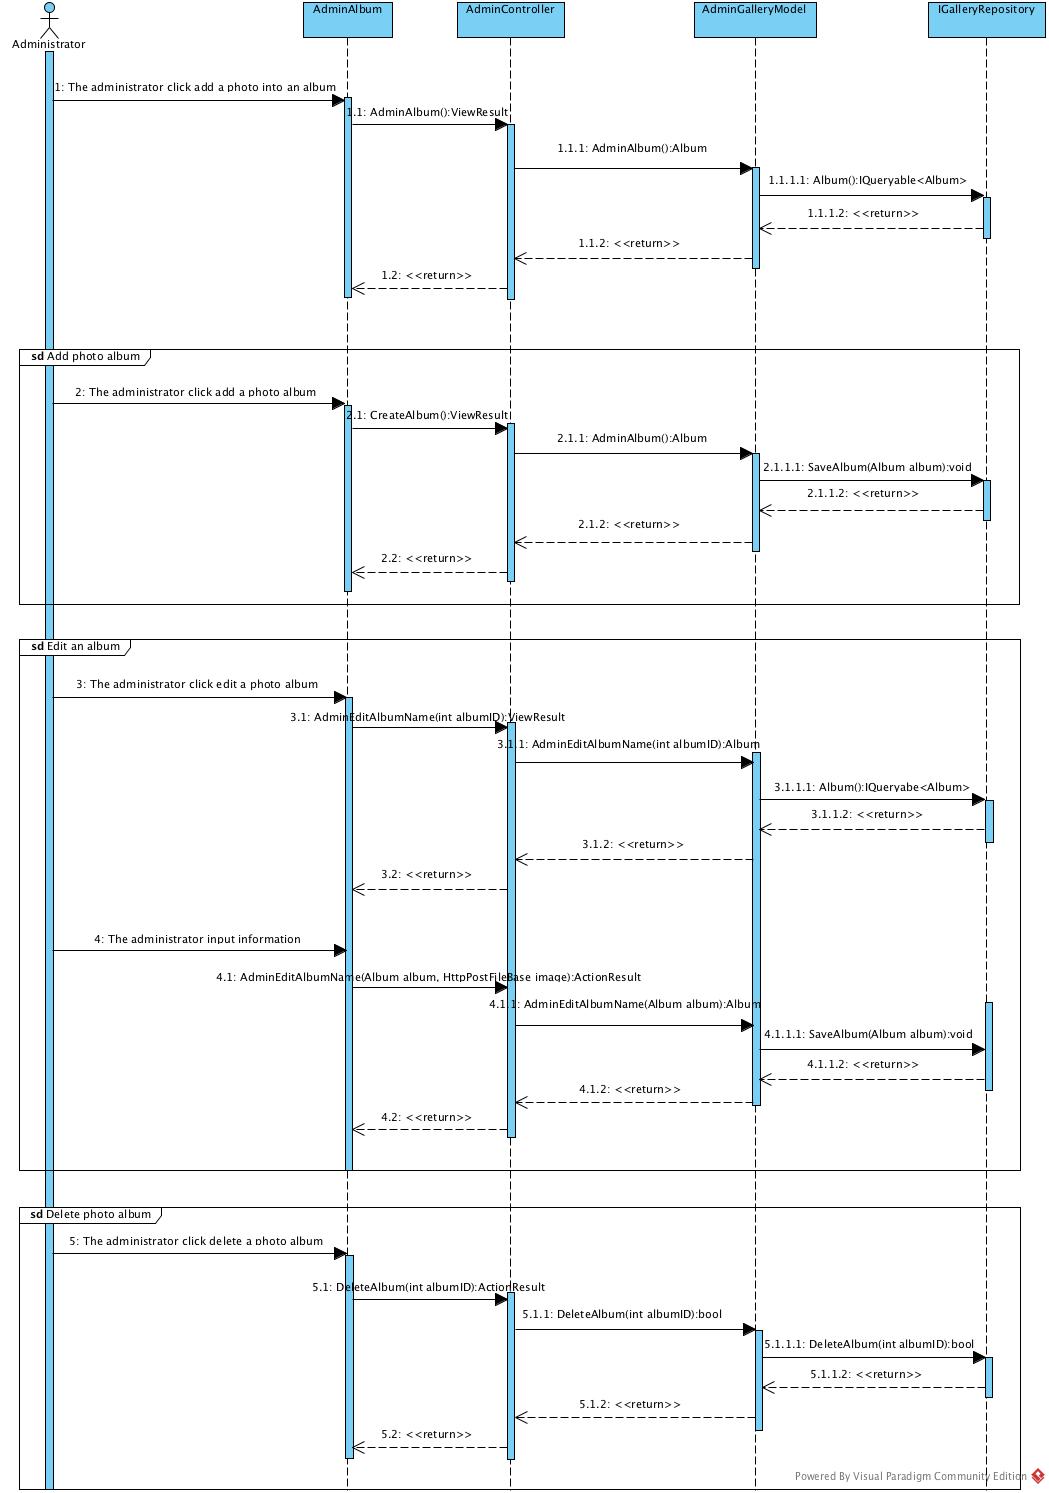 AdminAlbum
AdminController
AdminGalleryModel
IGalleryRepository
Administrator
1: The administrator click add a photo into an album
1.1: AdminAlbum():ViewResult
1.1.1: AdminAlbum():Album
1.1.1.1: Album():IQueryable<Album>
1.1.1.2: <<return>>
1.1.2: <<return>>
1.2: <<return>>
sd Add photo album
2: The administrator click add a photo album
2.1: CreateAlbum():ViewResult
2.1.1: AdminAlbum():Album
2.1.1.1: SaveAlbum(Album album):void
2.1.1.2: <<return>>
2.1.2: <<return>>
2.2: <<return>>
sd Edit an album
3: The administrator click edit a photo album
3.1: AdminEditAlbumName(int albumID):ViewResult
3.1.1: AdminEditAlbumName(int albumID):Album
3.1.1.1: Album():IQueryabe<Album>
3.1.1.2: <<return>>
3.1.2: <<return>>
3.2: <<return>>
4: The administrator input information
4.1: AdminEditAlbumName(Album album, HttpPostFileBase image):ActionResult
4.1.1: AdminEditAlbumName(Album album):Album
4.1.1.1: SaveAlbum(Album album):void
4.1.1.2: <<return>>
4.1.2: <<return>>
4.2: <<return>>
sd Delete photo album
5: The administrator click delete a photo album
5.1: DeleteAlbum(int albumID):ActionResult
5.1.1: DeleteAlbum(int albumID):bool
5.1.1.1: DeleteAlbum(int albumID):bool
5.1.1.2: <<return>>
5.1.2: <<return>>
5.2: <<return>>
Powered By Visual Paradigm Community Edition